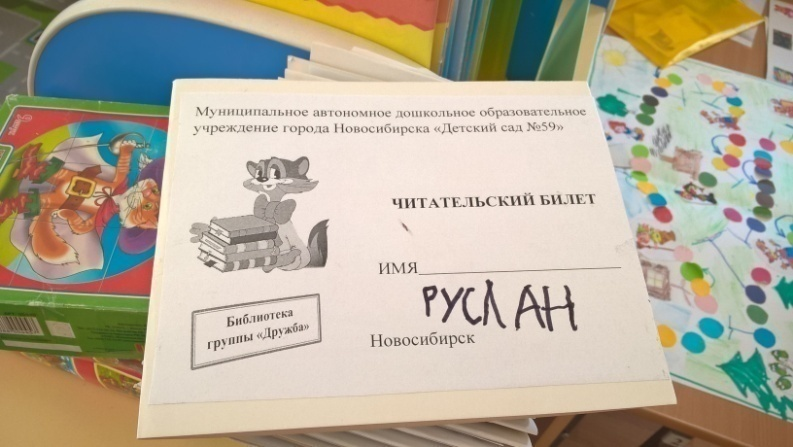 Муниципальное автономное дошкольное образовательное
учреждение города Новосибирска «Детский сад №59»
ЧИТАТЕЛЬСКИЙ БИЛЕТ
ИМЯ
РУСЛАН
Библиотека
группы «Дружба»
Новосибирск